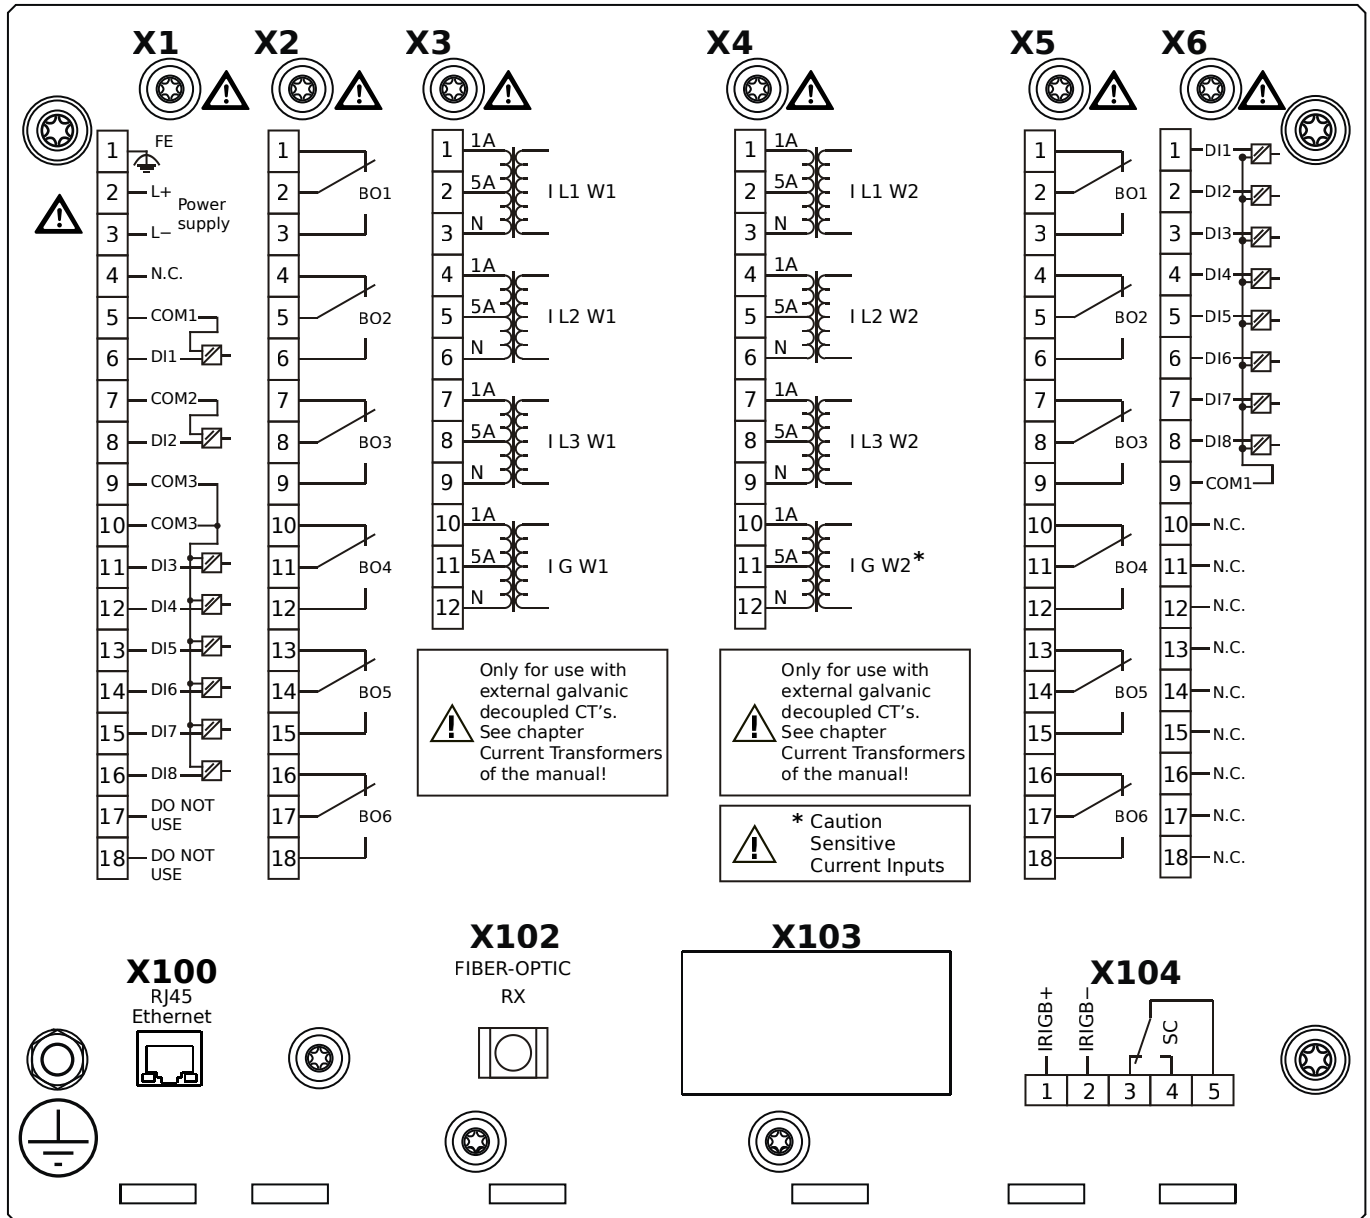 X1
X2
X3
X4
X5
X6
1
FE
2
L+
Power
supply
3
L−
4
N.C.
5
COM1
6
DI1
7
COM2
8
DI2
9
COM3
10
COM3
11
DI3
12
DI4
13
DI5
14
DI6
15
DI7
16
DI8
17
DO NOT
USE
18
DO NOT
USE
1
2
BO1
3
4
5
BO2
6
7
8
BO3
9
10
11
BO4
12
13
14
BO5
15
16
17
BO6
18
1
1A
2
5A
I L1 W1
3
N
4
1A
5
5A
I L2 W1
6
N
7
1A
8
5A
I L3 W1
9
N
10
1A
11
5A
I G W1
12
N
Only for use with
external galvanic
decoupled CT's.
See chapter
Current Transformers
of the manual!
1
1A
2
5A
I L1 W2
3
N
4
1A
5
5A
I L2 W2
6
N
7
1A
8
5A
I L3 W2
9
N
10
1A
11
5A
I G W2*
12
N
Only for use with
external galvanic
decoupled CT's.
See chapter
Current Transformers
of the manual!
* Caution
Sensitive
Current Inputs
1
2
BO1
3
4
5
BO2
6
7
8
BO3
9
10
11
BO4
12
13
14
BO5
15
16
17
BO6
18
1
DI1
2
DI2
3
DI3
4
DI4
5
DI5
6
DI6
7
DI7
8
DI8
9
COM1
10
N.C.
11
N.C.
12
N.C.
13
N.C.
14
N.C.
15
N.C.
16
N.C.
17
N.C.
18
N.C.
X100
RJ45
Ethernet
X102
FIBER-OPTIC
RX
X103
X104
IRIGB+
IRIGB−
SC
1 2 3 4 5